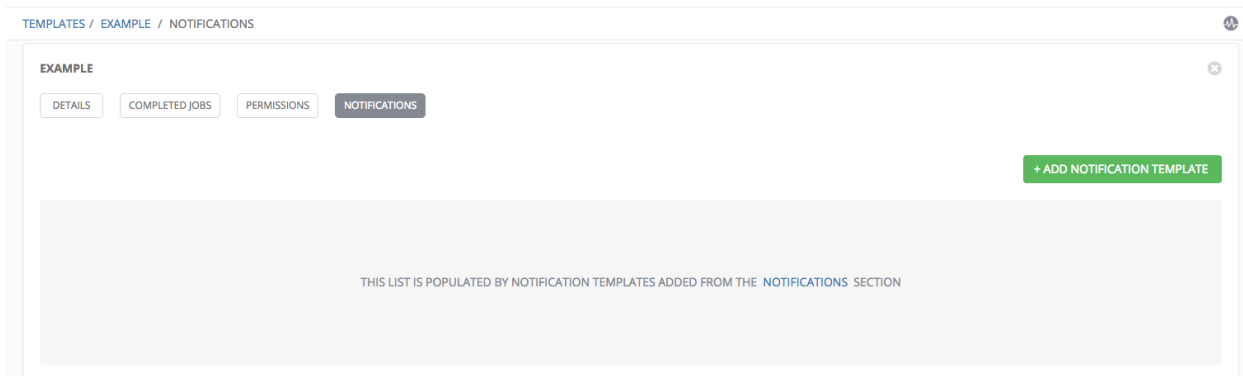 TEMPLATES / EXAMPLE / NOTIFICATIONS
EXAMPLE
DETAILS COMPLETED JOBS PERMISSIONS NOTIFICATIONS
+ ADD NOTIFICATION TEMPLATE
THIS LIST IS POPULATED BY NOTIFICATION TEMPLATES ADDED FROM THE NOTIFICATIONS SECTION